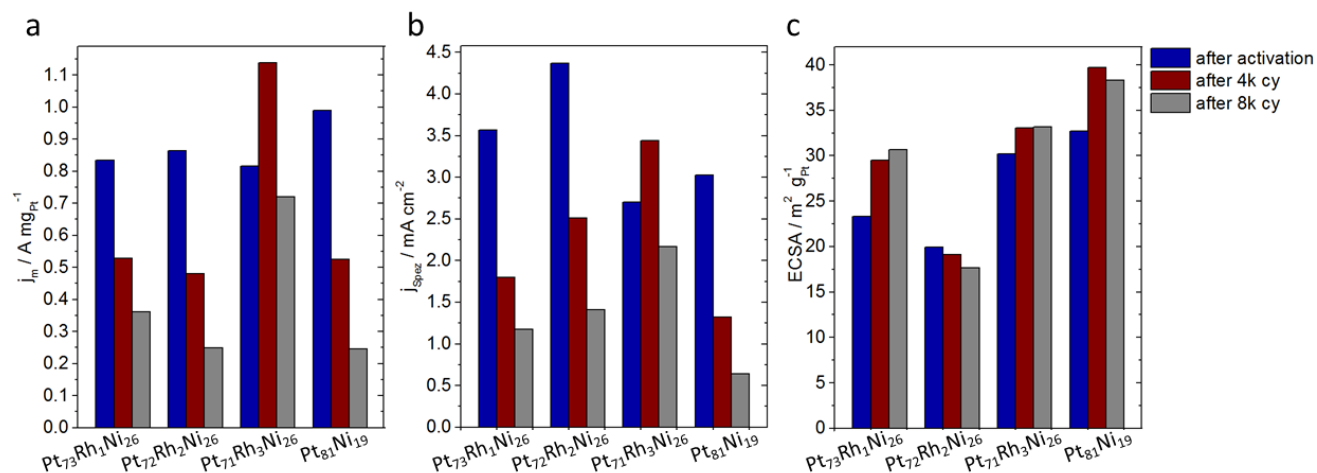 a
j_m / A mg_Pt^-1
1.1
1.0
0.9
0.8
0.7
0.6
0.5
0.4
0.3
0.2
0.1
0.0
Pt73Rh1Ni26
Pt72Rh2Ni26
Pt71Rh3Ni26
Pt81Ni19
b
j_Spez / mA cm^-2
4.5
4.0
3.5
3.0
2.5
2.0
1.5
1.0
0.5
0.0
Pt73Rh1Ni26
Pt72Rh2Ni26
Pt71Rh3Ni26
Pt81Ni19
c
ECSA / m^2 g_Pt^-1
40
35
30
25
20
15
10
5
0
Pt73Rh1Ni26
Pt72Rh2Ni26
Pt71Rh3Ni26
Pt81Ni19
after activation
after 4k cy
after 8k cy